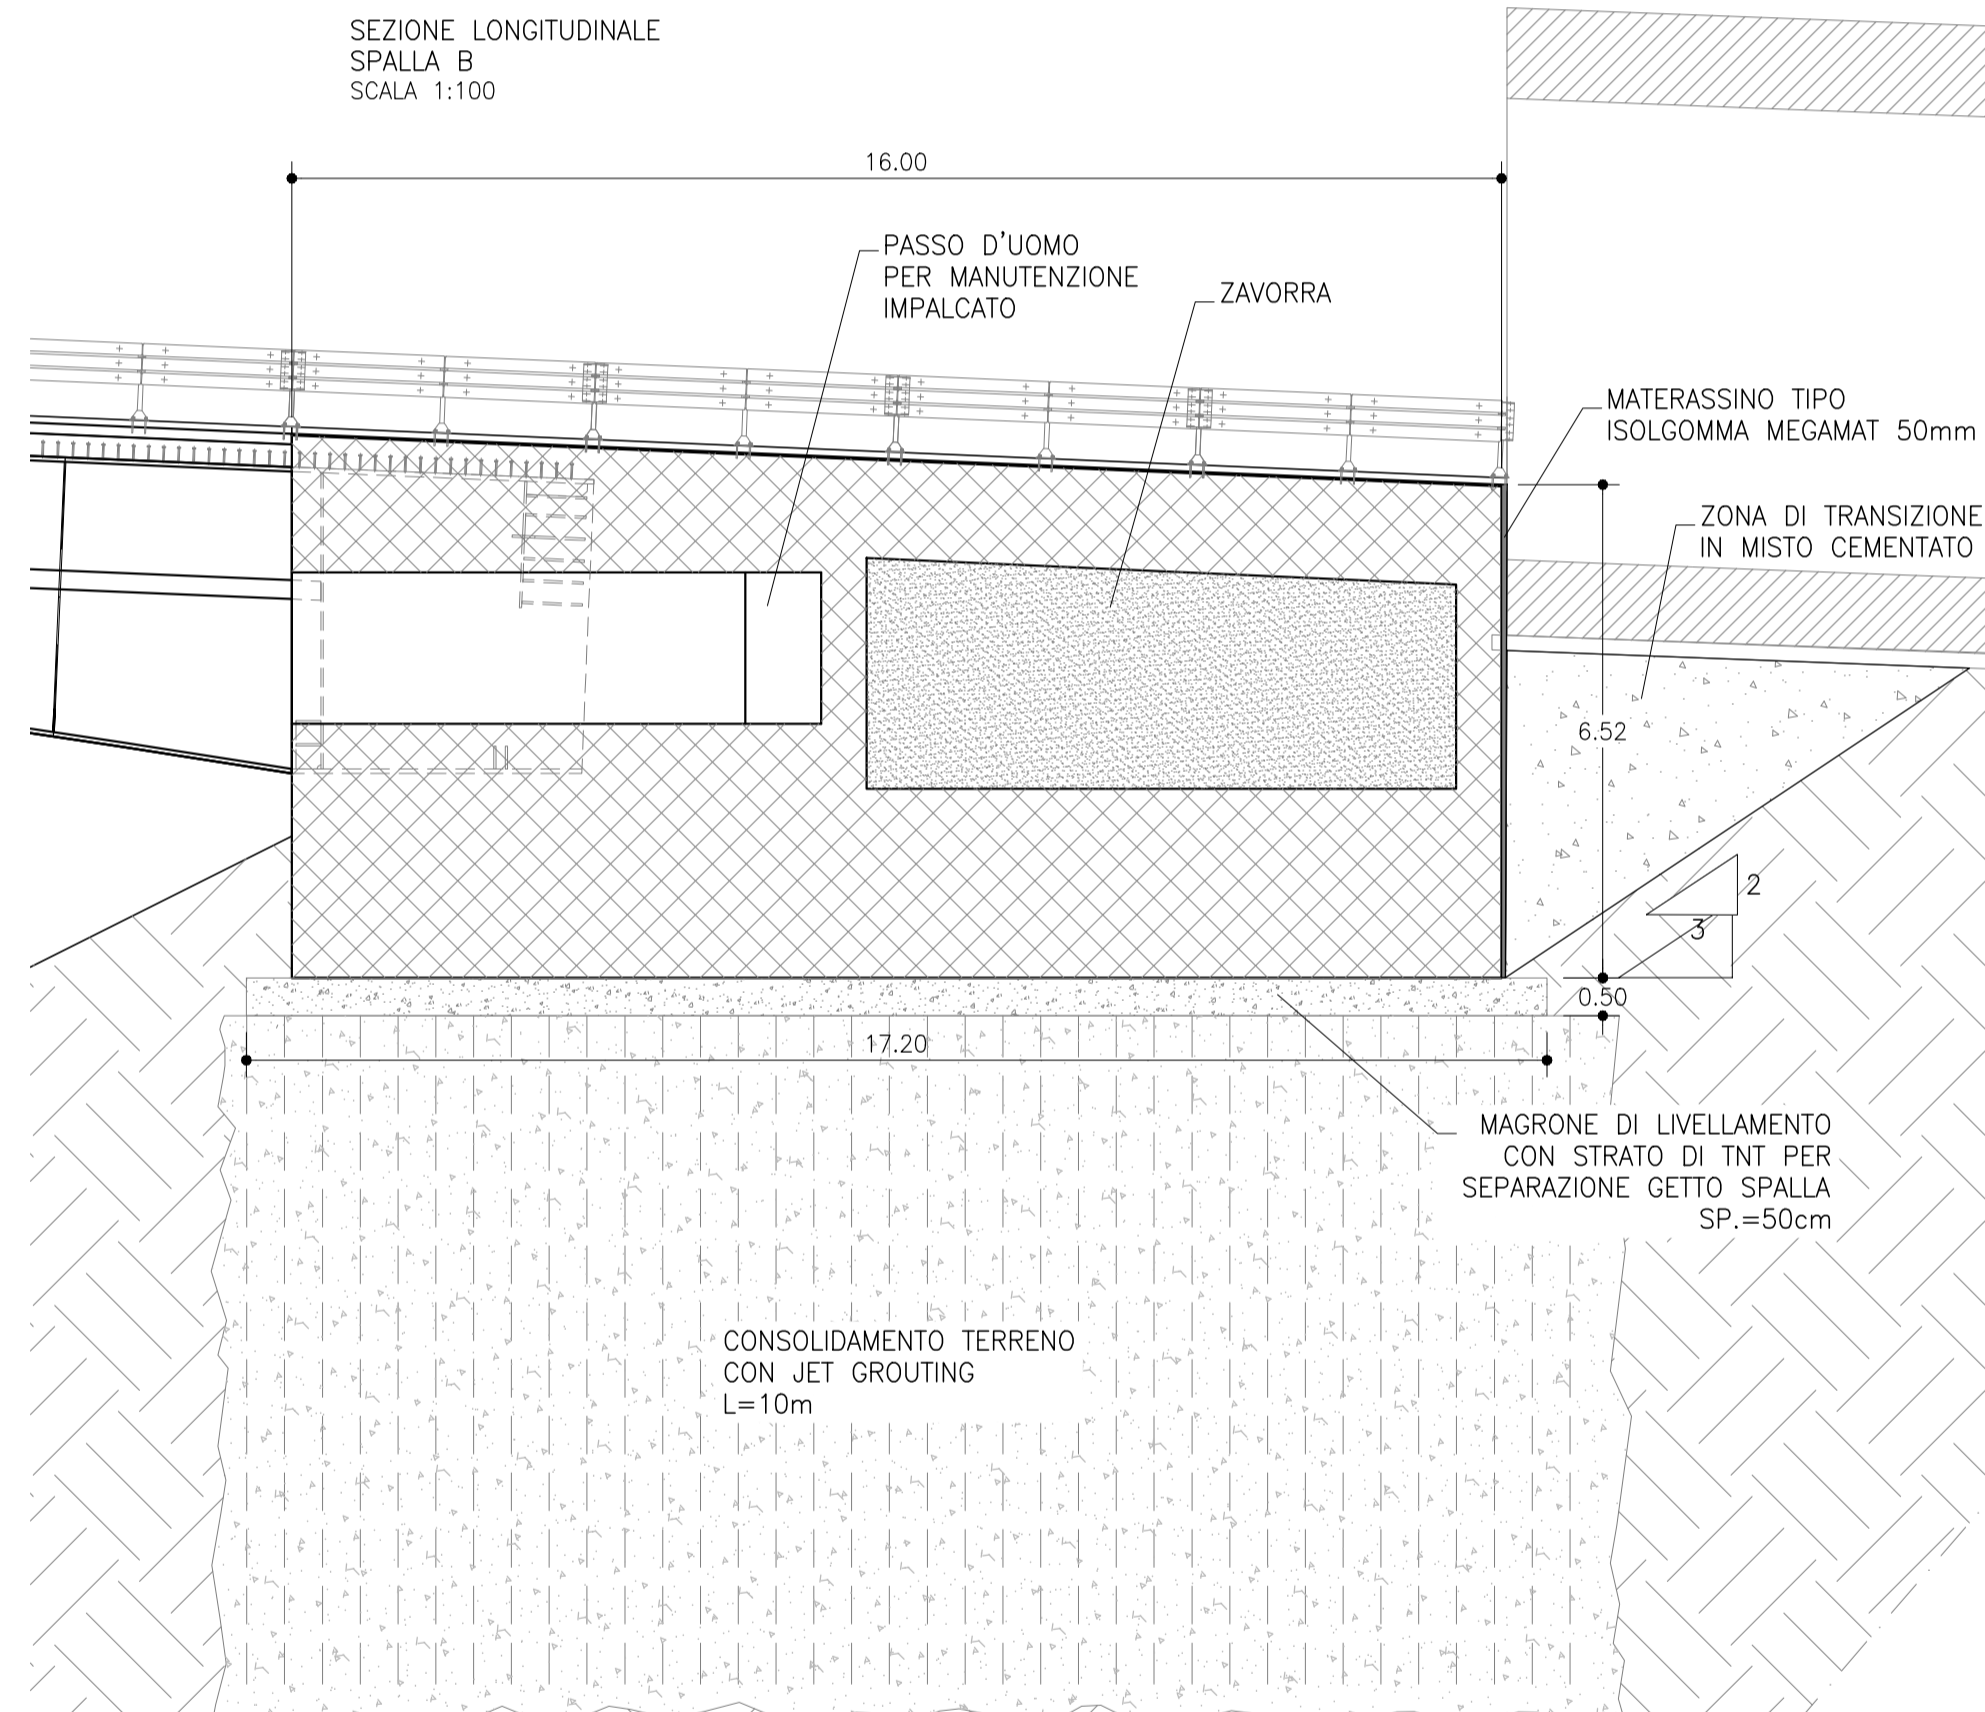 SEZIONE LONGITUDINALE
SPALLA B
SCALA 1:100
16.00
PASSO D'UOMO
PER MANUTENZIONE
IMPALCATO
ZAVORRA
MATERASSINO TIPO
ISOLGOMMA MEGAMAT 50mm
ZONA DI TRANSIZIONE
IN MISTO CEMENTATO
6.52
2
3
0.50
17.20
MAGRONE DI LIVELLAMENTO
CON STRATO DI TNT PER
SEPARAZIONE GETTO SPALLA
SP.=50cm
CONSOLIDAMENTO TERRENO
CON JET GROUTING
L=10m